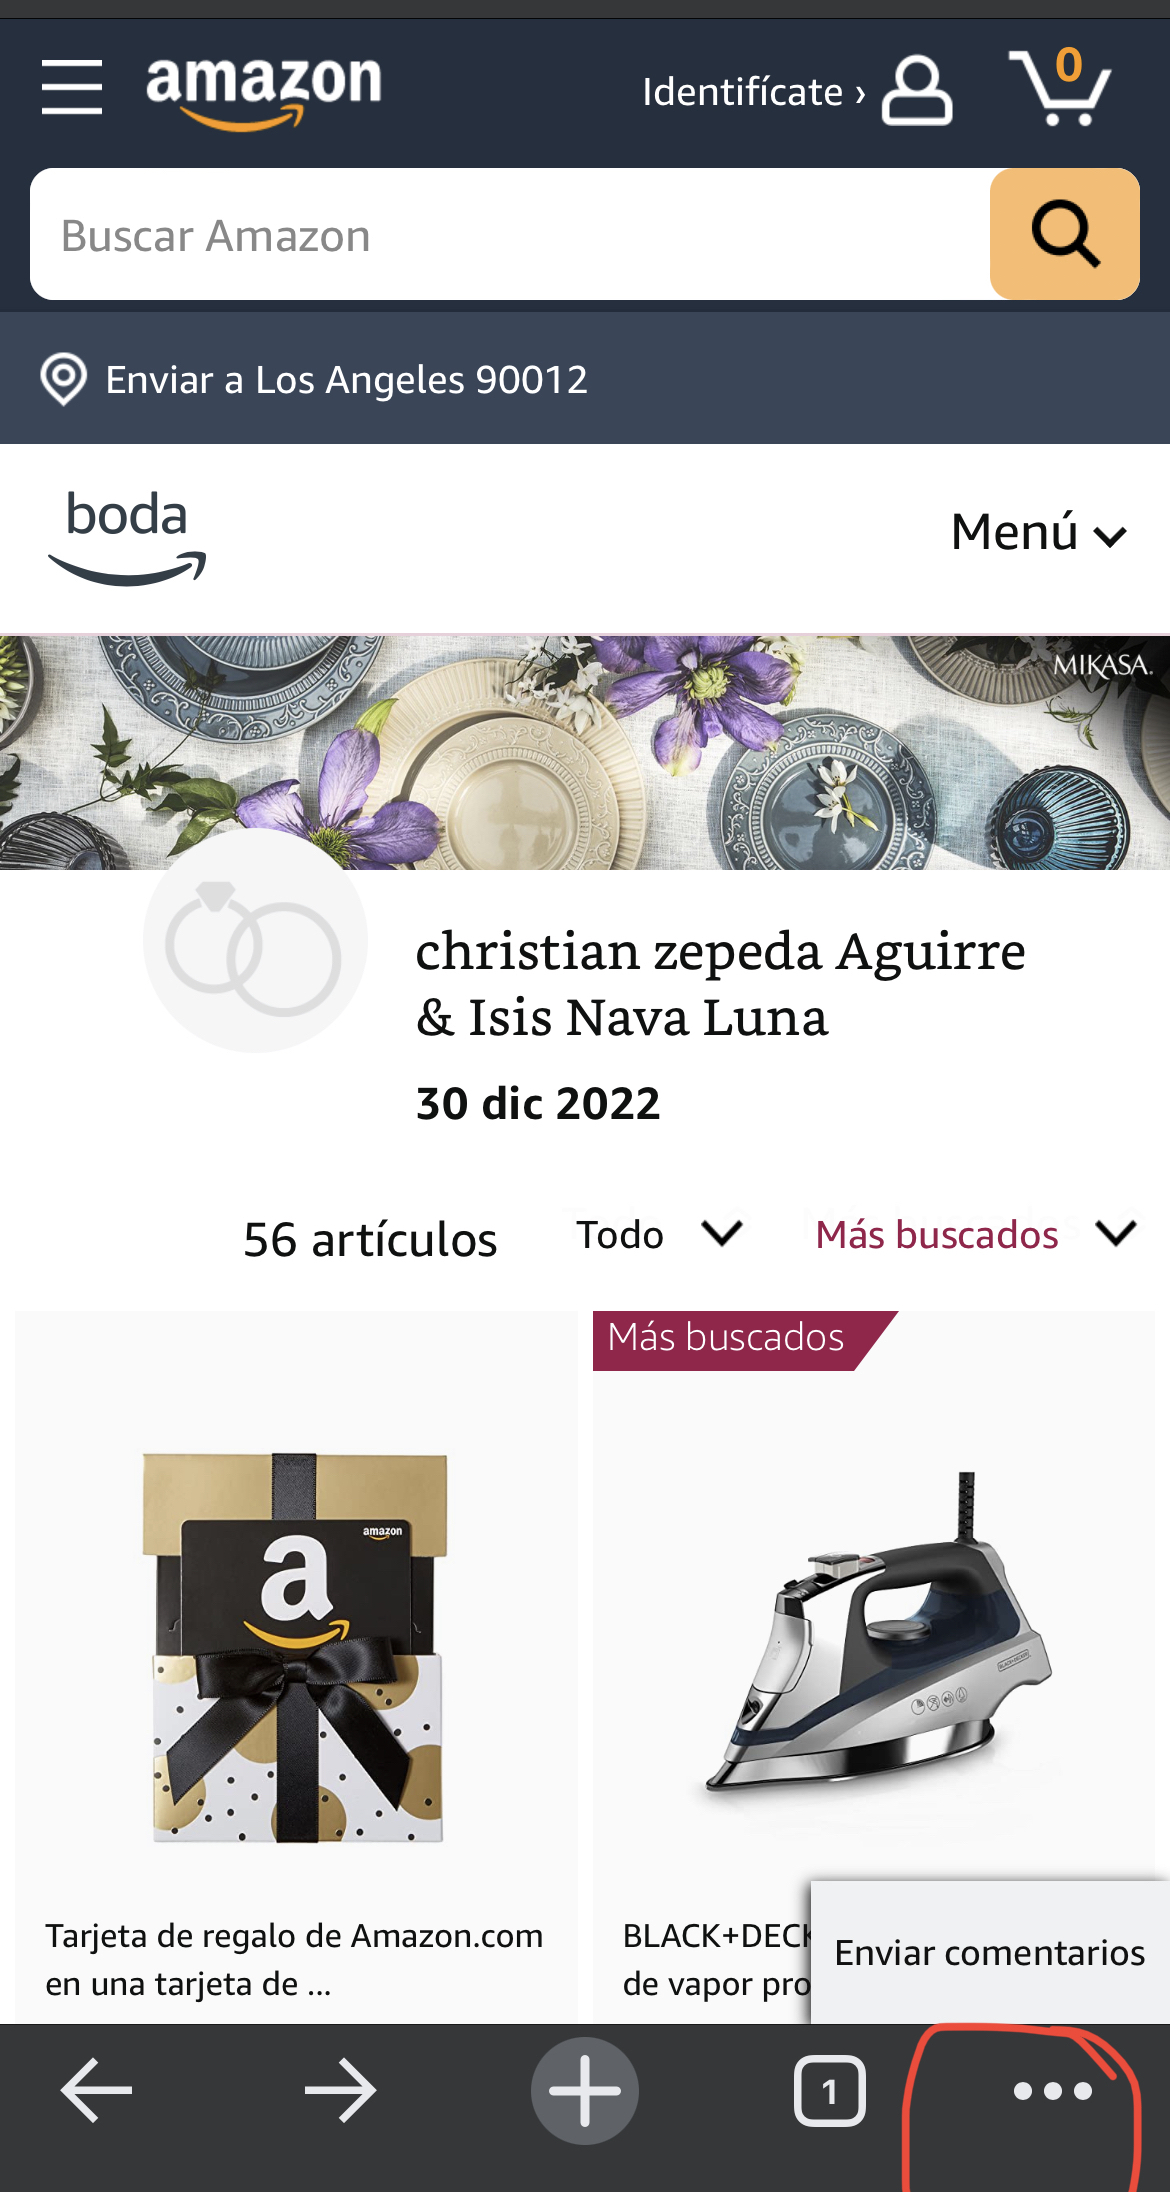 amazon
Identifícate ›
0
Buscar Amazon
Enviar a Los Angeles 90012
boda
Menú
MIKASA.
christian zepeda Aguirre
& Isis Nava Luna
30 dic 2022
56 artículos
Todo
Más buscados
Más buscados
amazon
a
BLACK+DECKER
Tarjeta de regalo de Amazon.com
en una tarjeta de ...
BLACK+DECK
de vapor pro
Enviar comentarios
1